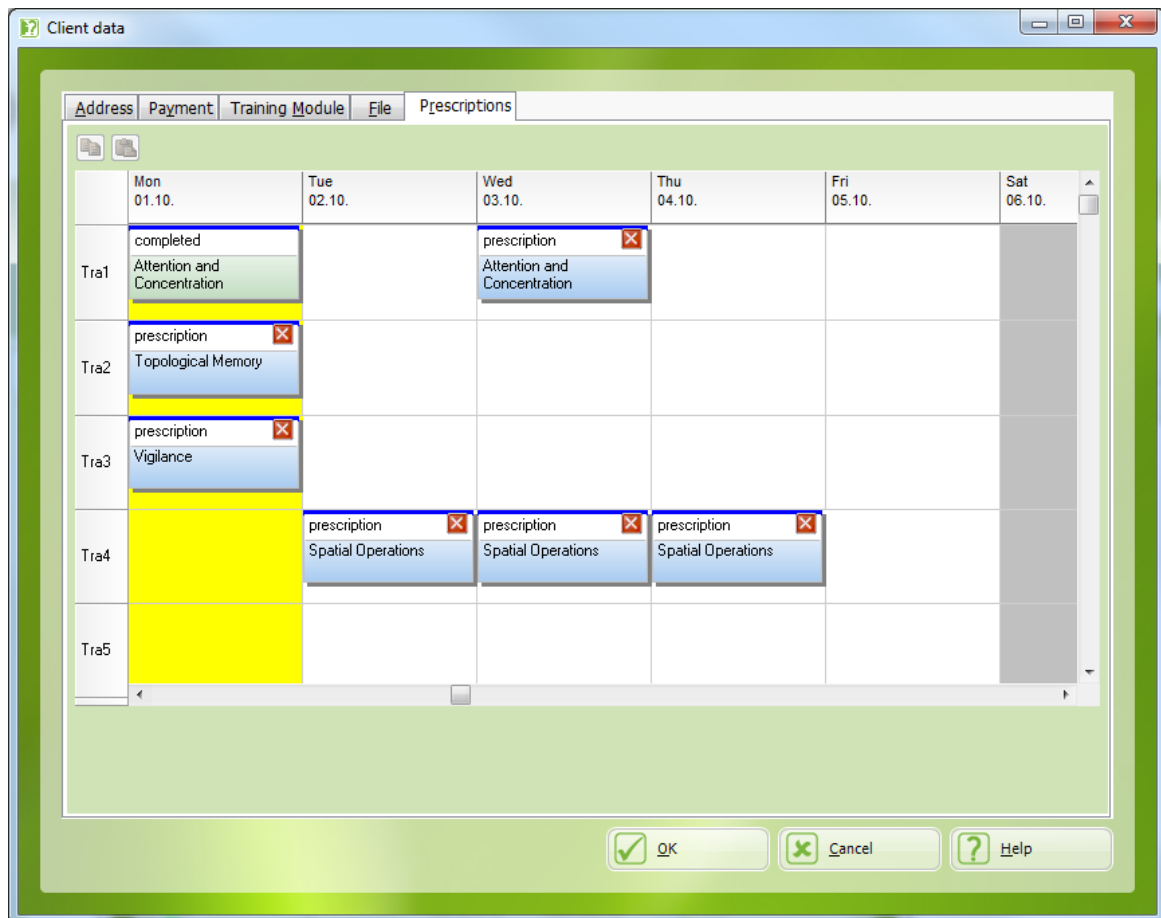 Client data
Address Payment Training Module File Prescriptions
Mon Tue Wed Thu Fri Sat
01.10. 02.10. 03.10. 04.10. 05.10. 06.10.
Tra1
completed
Attention and
Concentration
prescription
Attention and
Concentration
Tra2
prescription
Topological Memory
Tra3
prescription
Vigilance
Tra4
prescription
Spatial Operations
prescription
Spatial Operations
prescription
Spatial Operations
Tra5
OK Cancel Help